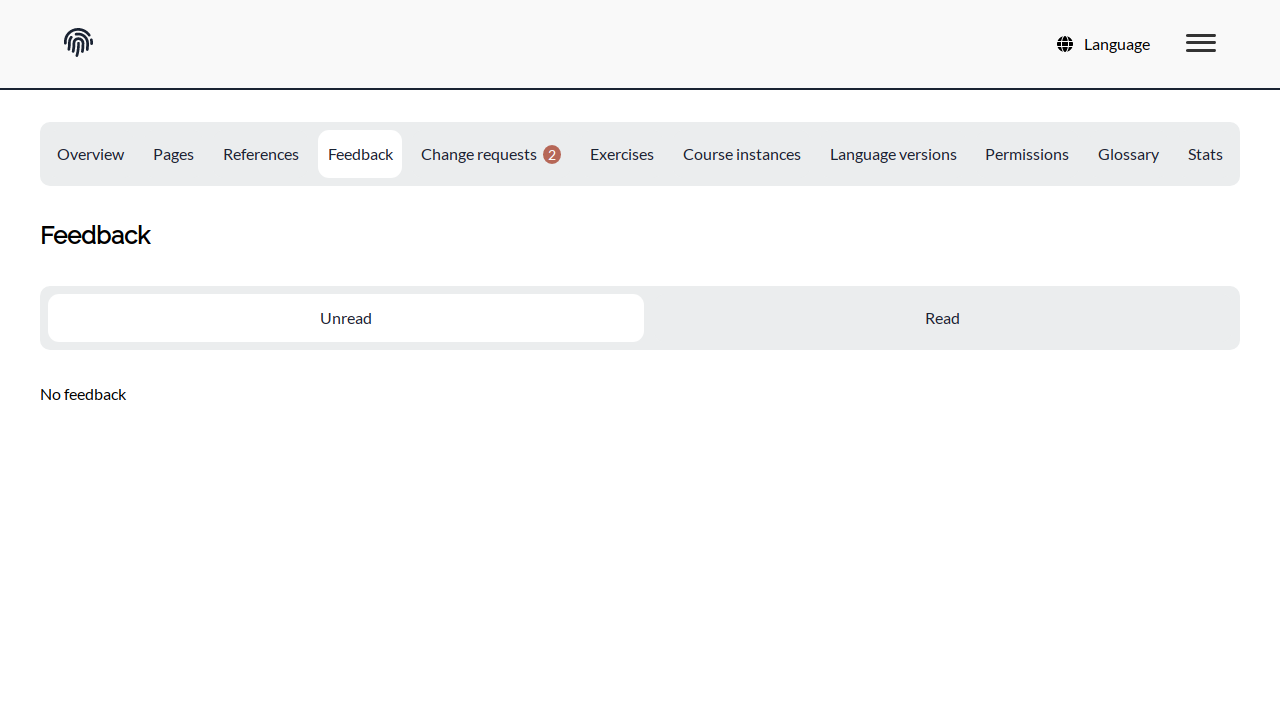 Language
Overview Pages References Feedback Change requests 2 Exercises Course instances Language versions Permissions Glossary Stats
Feedback
Unread Read
No feedback